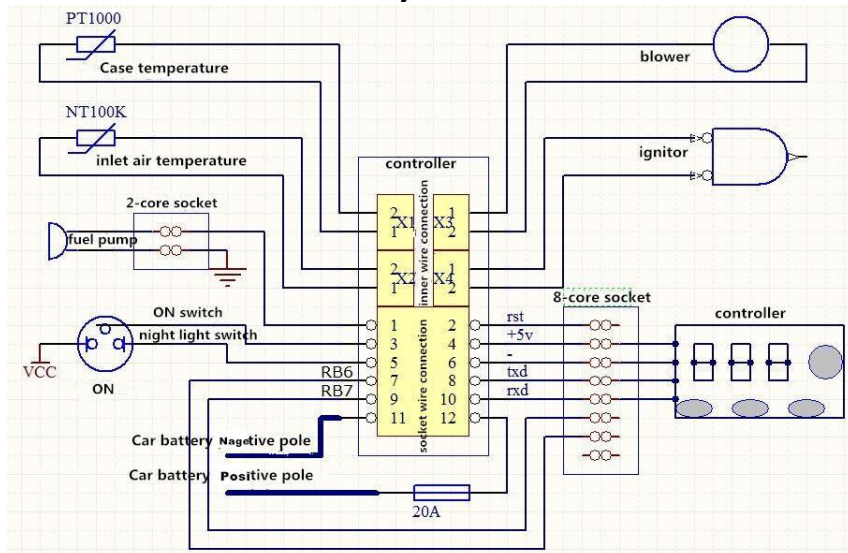 PT1000
Case temperature
blower
NT100K
inlet air temperature
ignitor
controller
2-core socket
fuel pump
2 X1 1
1 X3 2
2 X2 1
1 X4 2
inner wire connection
8-core socket
ON switch
night light switch
VCC
ON
1 2 rst
3 4 +5v
5 6 -
RB6 7 8 txd
RB7 9 10 rxd
11 12
socket wire connection
controller
Car battery Nagetive pole
Car battery Positive pole
20A